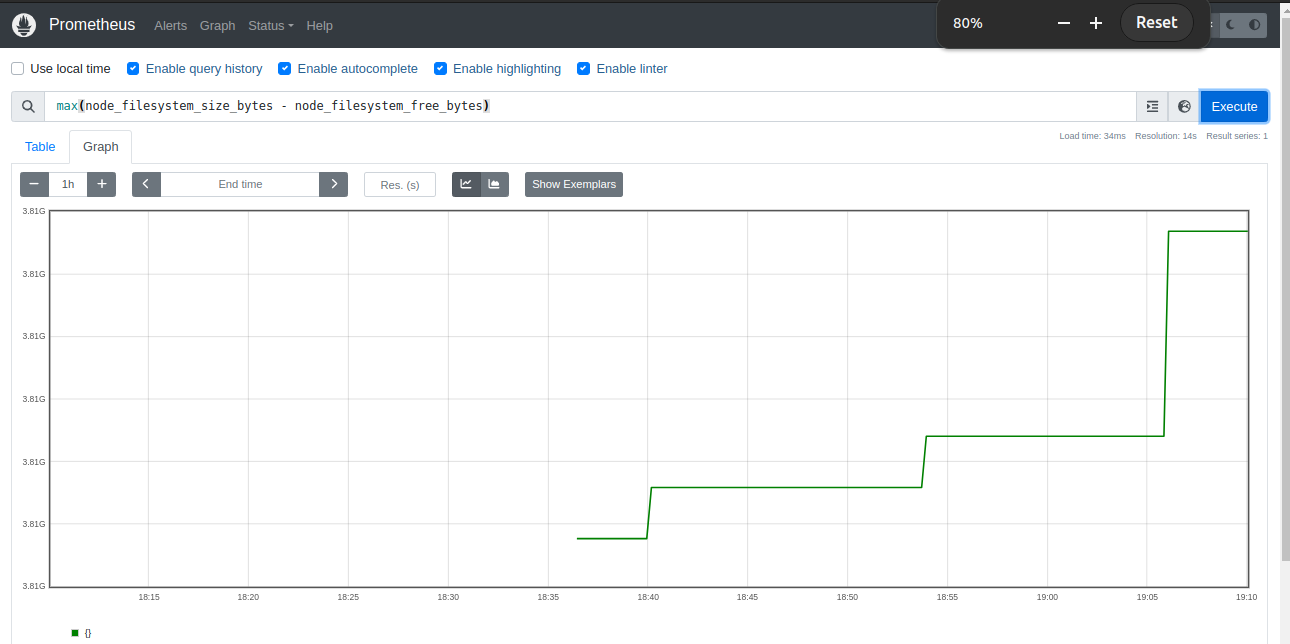 Prometheus Alerts Graph Status Help
80% Reset
Use local time Enable query history Enable autocomplete Enable highlighting Enable linter
max(node_filesystem_size_bytes - node_filesystem_free_bytes) Execute
Load time: 34ms Resolution: 14s Result series: 1
Table Graph
1h End time Res. (s) Show Exemplars
3.81G
3.81G
3.81G
3.81G
3.81G
3.81G
3.81G
18:15 18:20 18:25 18:30 18:35 18:40 18:45 18:50 18:55 19:00 19:05 19:10
{}